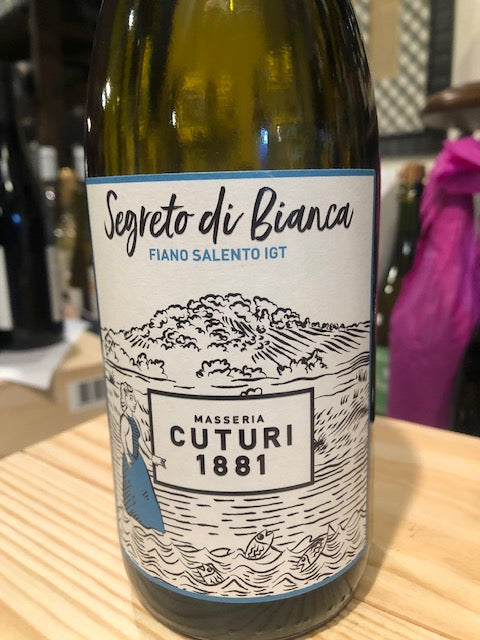 Segreto di Bianca
FIANO SALENTO IGT
MASSERIA
CUTURI
1881